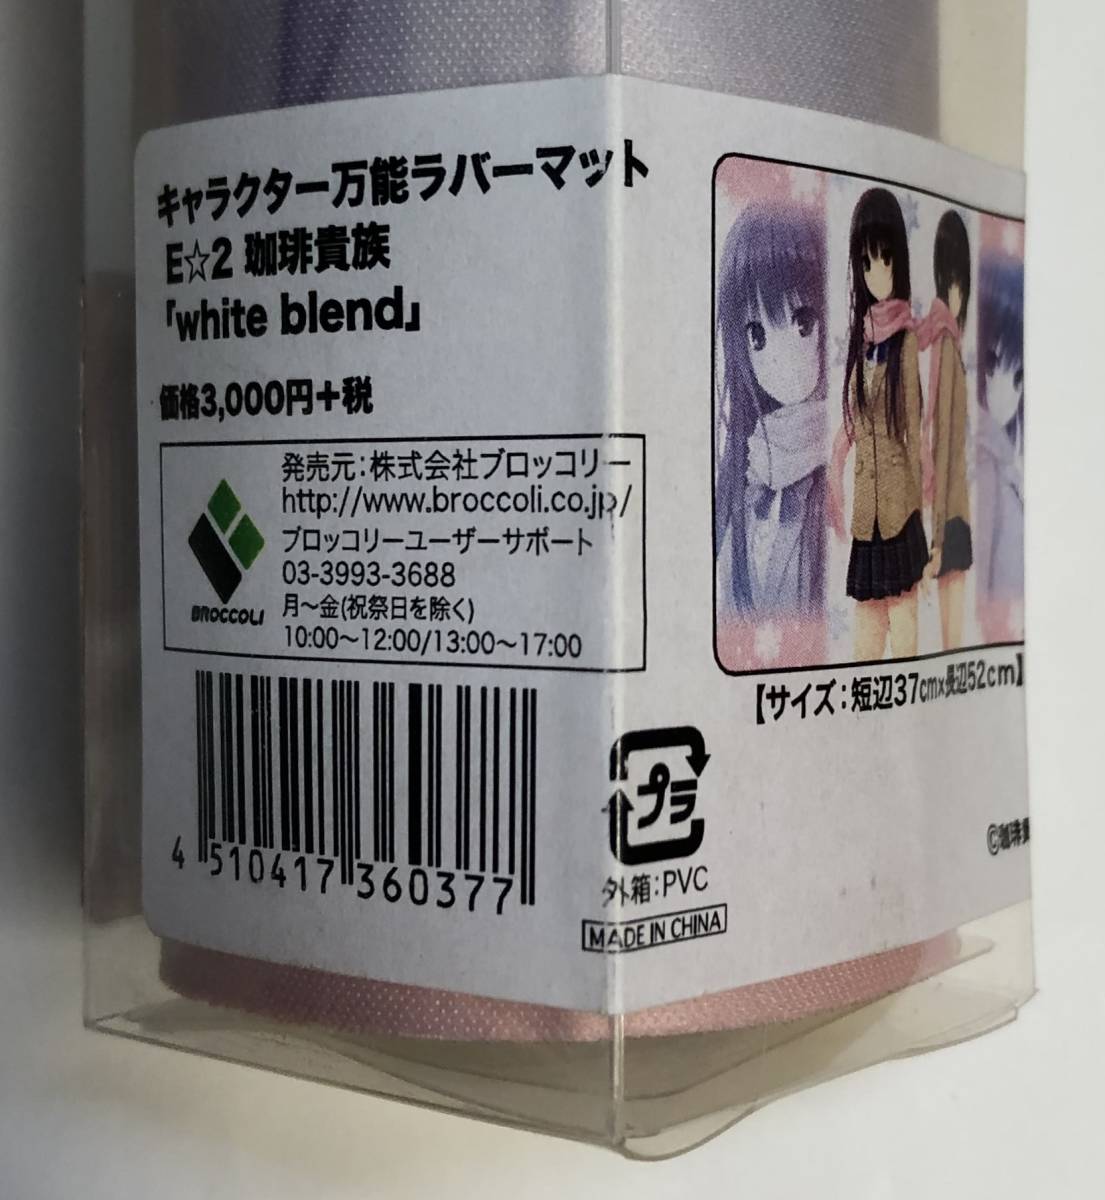 キャラクター万能ラバーマット
E☆2 珈琲貴族
「white blend」
価格3,000円+税
発売元：株式会社ブロッコリー
http://www.broccoli.co.jp/
ブロッコリーユーザーサポート
03-3993-3688
月～金(祝祭日を除く)
10:00～12:00/13:00～17:00
BROCCOLI
4 510417 360377
【サイズ：短辺37cm×長辺52cm】
プラ
外箱：PVC
MADE IN CHINA
©珈琲貴